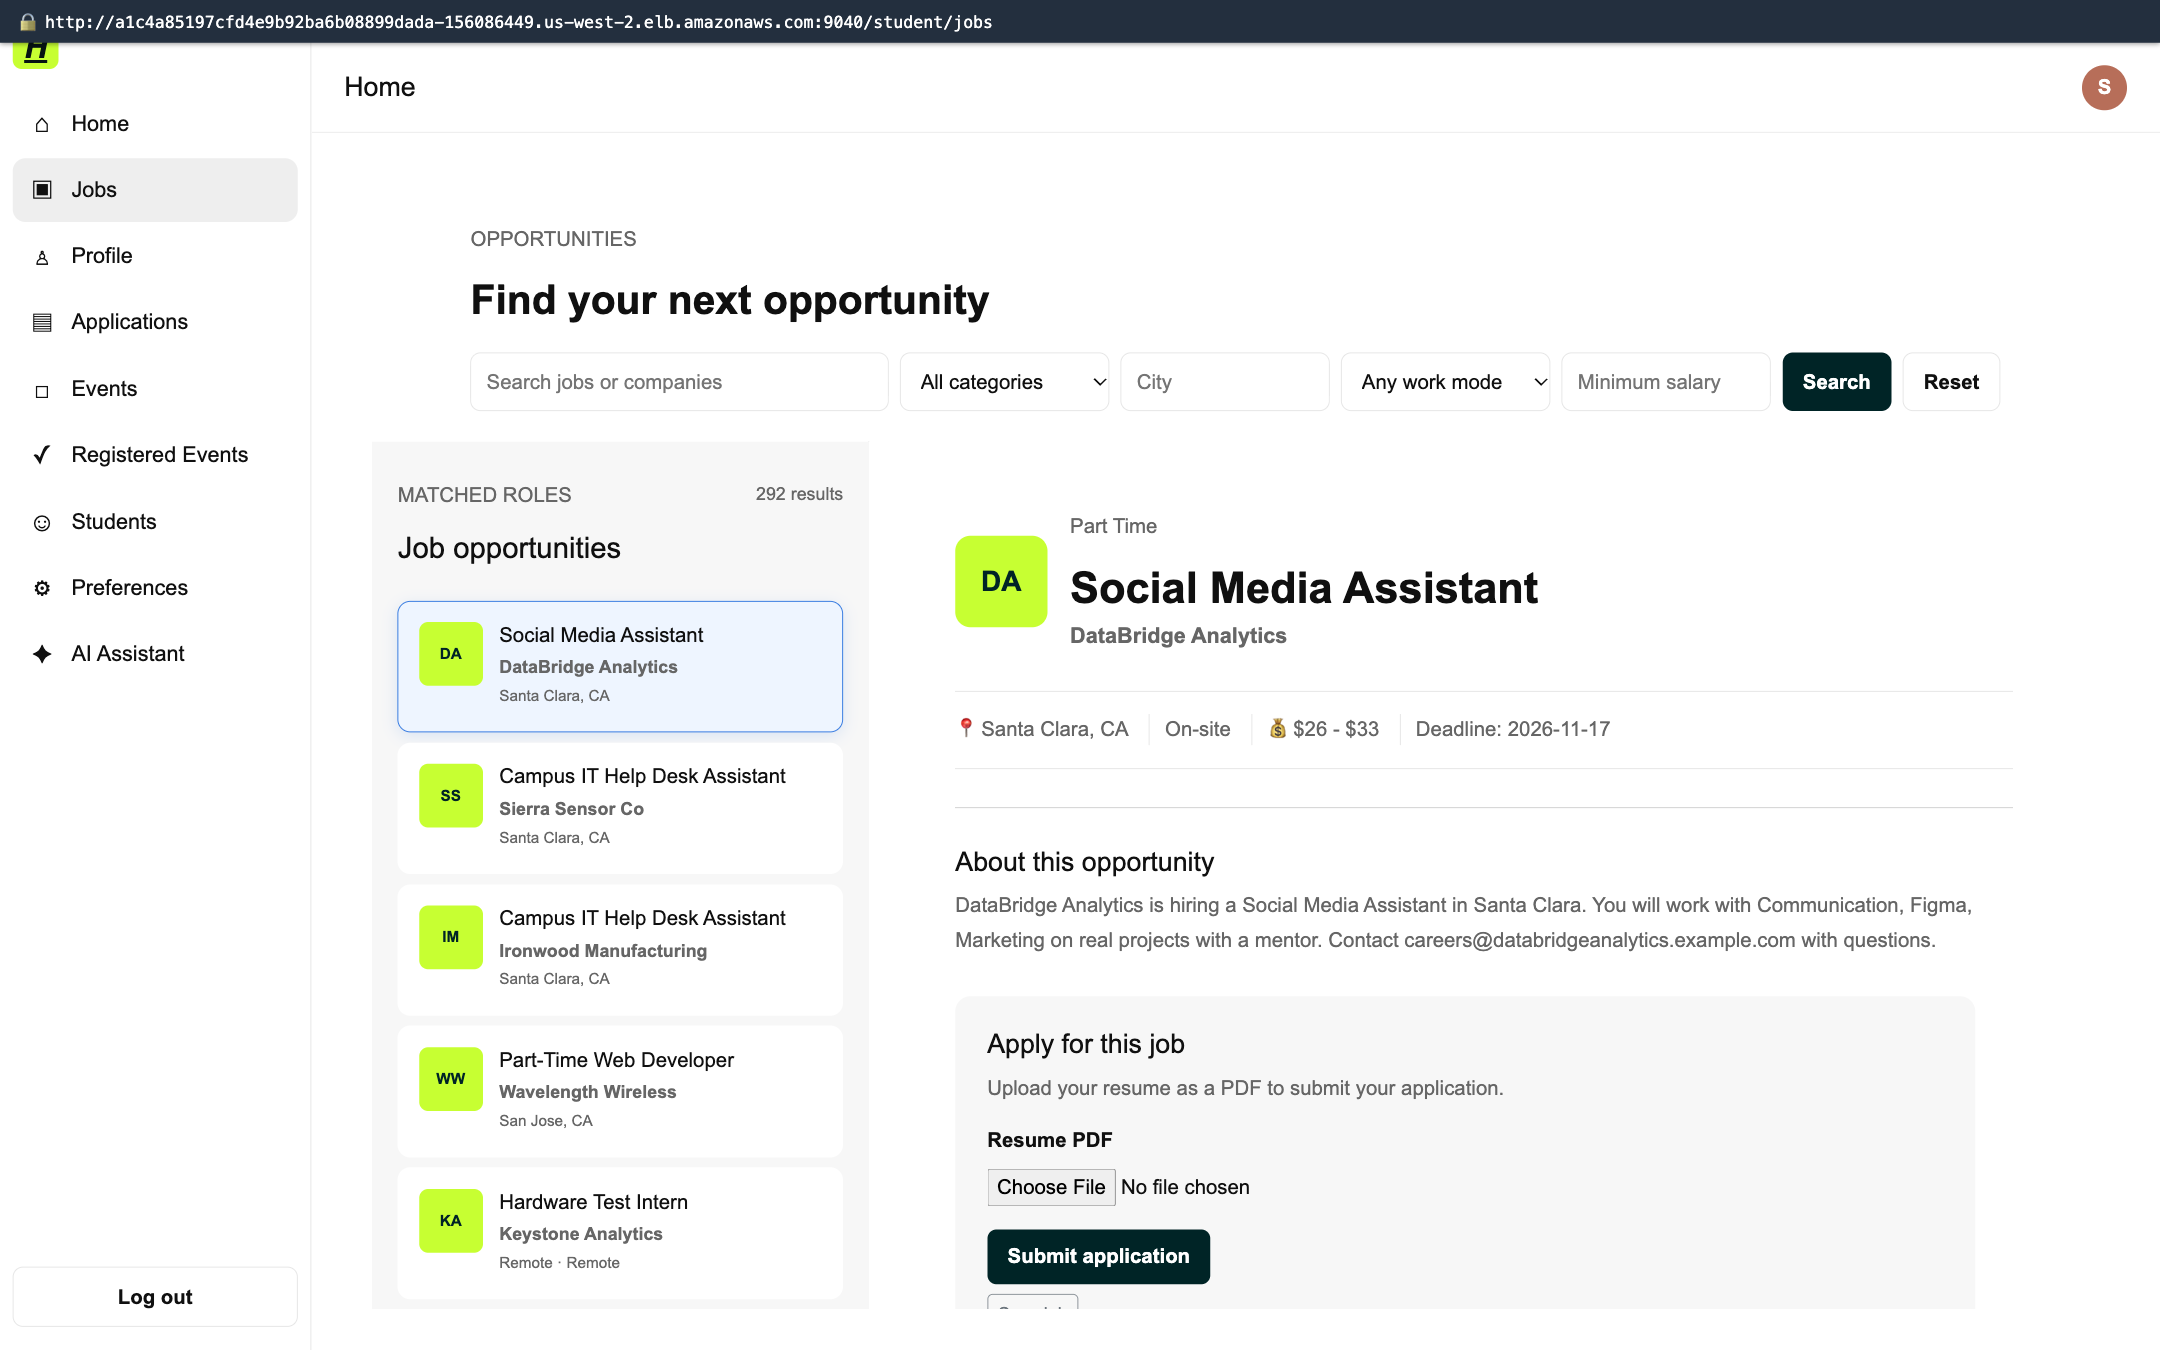 http://a1c4a85197cfd4e9b92ba6b08899dada-156086449.us-west-2.elb.amazonaws.com:9040/student/jobs
H
Home
Jobs
Profile
Applications
Events
Registered Events
Students
Preferences
AI Assistant
Log out
Home
S
OPPORTUNITIES
Find your next opportunity
Search jobs or companies
All categories
City
Any work mode
Minimum salary
Search
Reset
MATCHED ROLES
292 results
Job opportunities
DA
Social Media Assistant
DataBridge Analytics
Santa Clara, CA
SS
Campus IT Help Desk Assistant
Sierra Sensor Co
Santa Clara, CA
IM
Campus IT Help Desk Assistant
Ironwood Manufacturing
Santa Clara, CA
WW
Part-Time Web Developer
Wavelength Wireless
San Jose, CA
KA
Hardware Test Intern
Keystone Analytics
Remote · Remote
DA
Part Time
Social Media Assistant
DataBridge Analytics
Santa Clara, CA
On-site
$26 - $33
Deadline: 2026-11-17
About this opportunity
DataBridge Analytics is hiring a Social Media Assistant in Santa Clara. You will work with Communication, Figma,
Marketing on real projects with a mentor. Contact careers@databridgeanalytics.example.com with questions.
Apply for this job
Upload your resume as a PDF to submit your application.
Resume PDF
Choose File No file chosen
Submit application